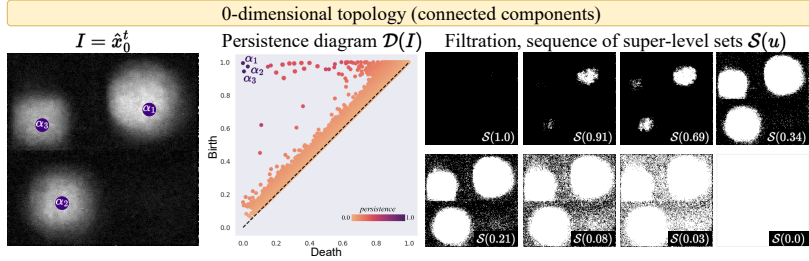 0-dimensional topology (connected components)
I = x̂₀ᵗ
Persistence diagram 𝒟(I)
Filtration, sequence of super-level sets 𝒮(u)
α₁
α₃
α₂
α₁
α₂
α₃
Birth
1.0
0.8
0.6
0.4
0.2
0.0
persistence
0.0 1.0
0.0 0.2 0.4 0.6 0.8 1.0
Death
𝒮(1.0) 𝒮(0.91) 𝒮(0.69) 𝒮(0.34)
𝒮(0.21) 𝒮(0.08) 𝒮(0.03) 𝒮(0.0)